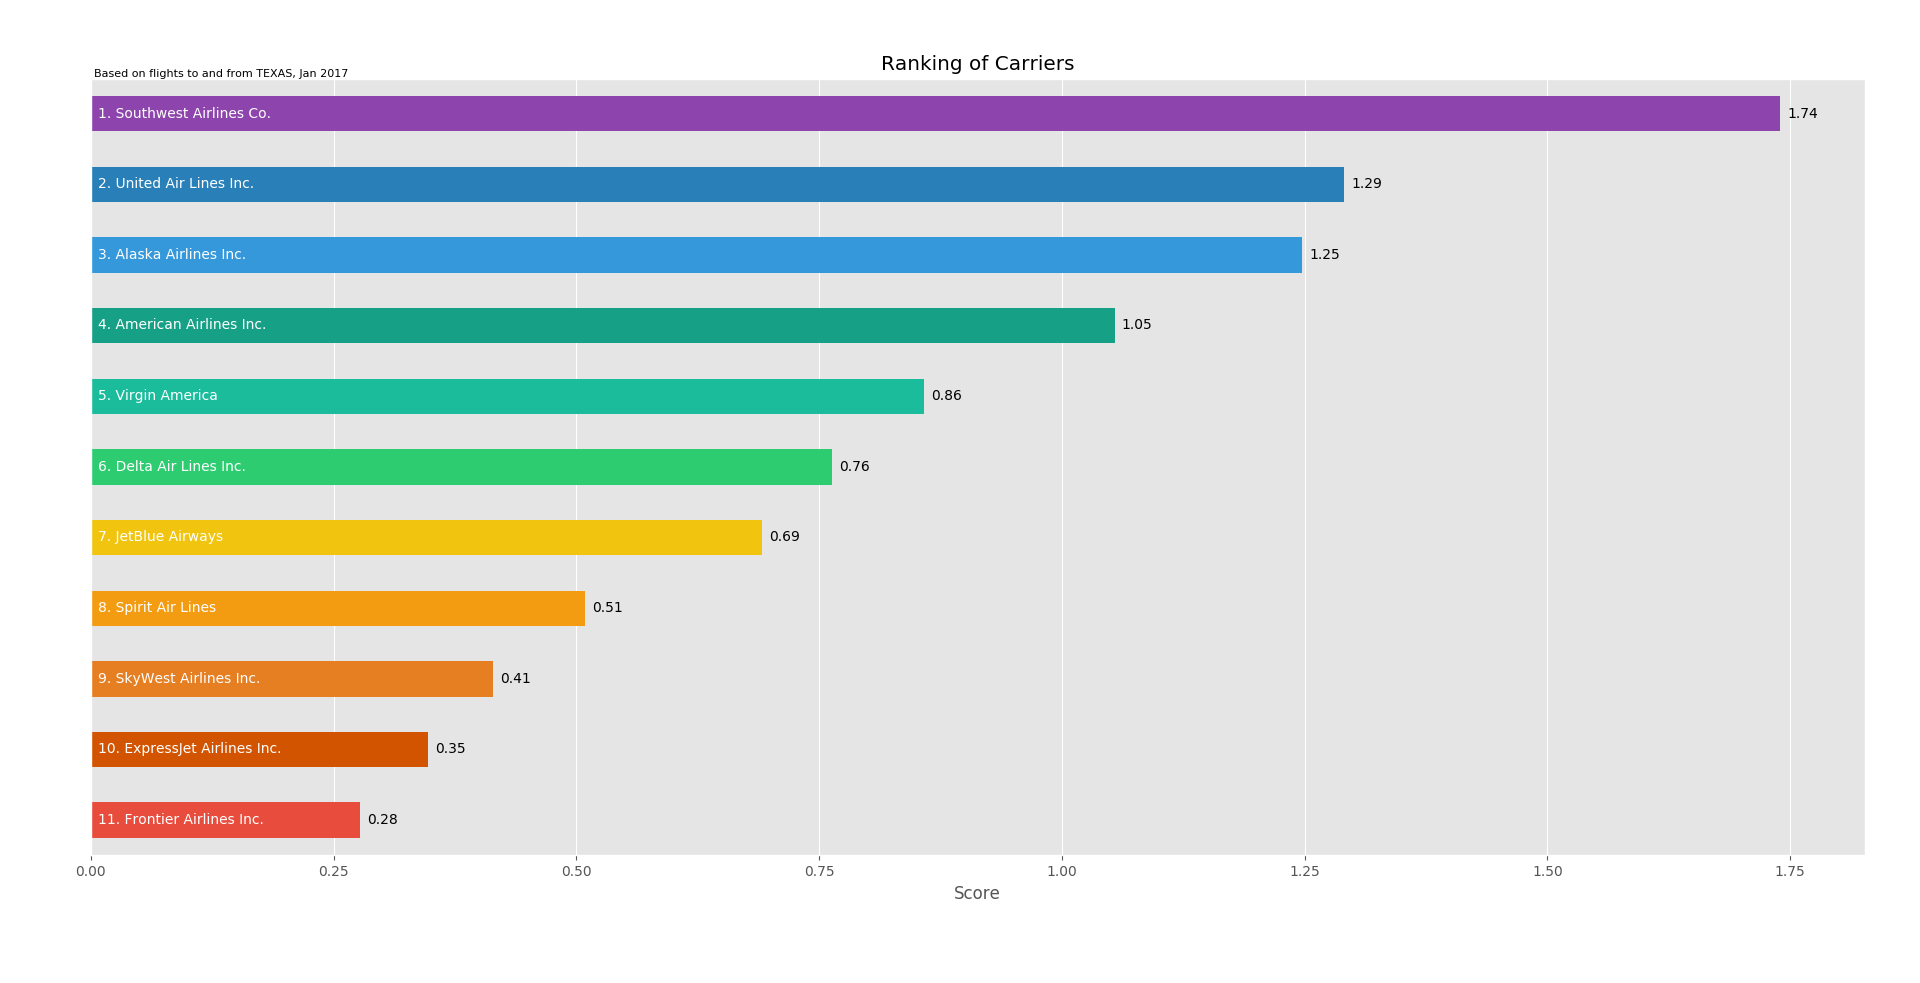 Ranking of Carriers
Based on flights to and from TEXAS, Jan 2017
1. Southwest Airlines Co. 1.74
2. United Air Lines Inc. 1.29
3. Alaska Airlines Inc. 1.25
4. American Airlines Inc. 1.05
5. Virgin America 0.86
6. Delta Air Lines Inc. 0.76
7. JetBlue Airways 0.69
8. Spirit Air Lines 0.51
9. SkyWest Airlines Inc. 0.41
10. ExpressJet Airlines Inc. 0.35
11. Frontier Airlines Inc. 0.28
0.00 0.25 0.50 0.75 1.00 1.25 1.50 1.75
Score